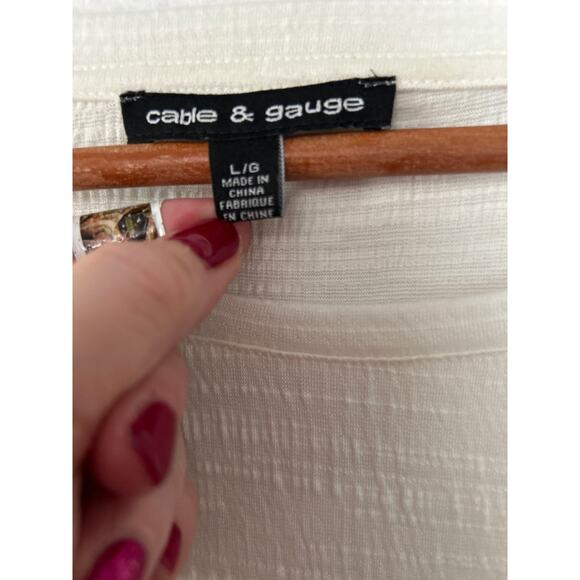 cable & gauge
L/G
MADE IN
CHINA
FABRIQUE
EN CHINE